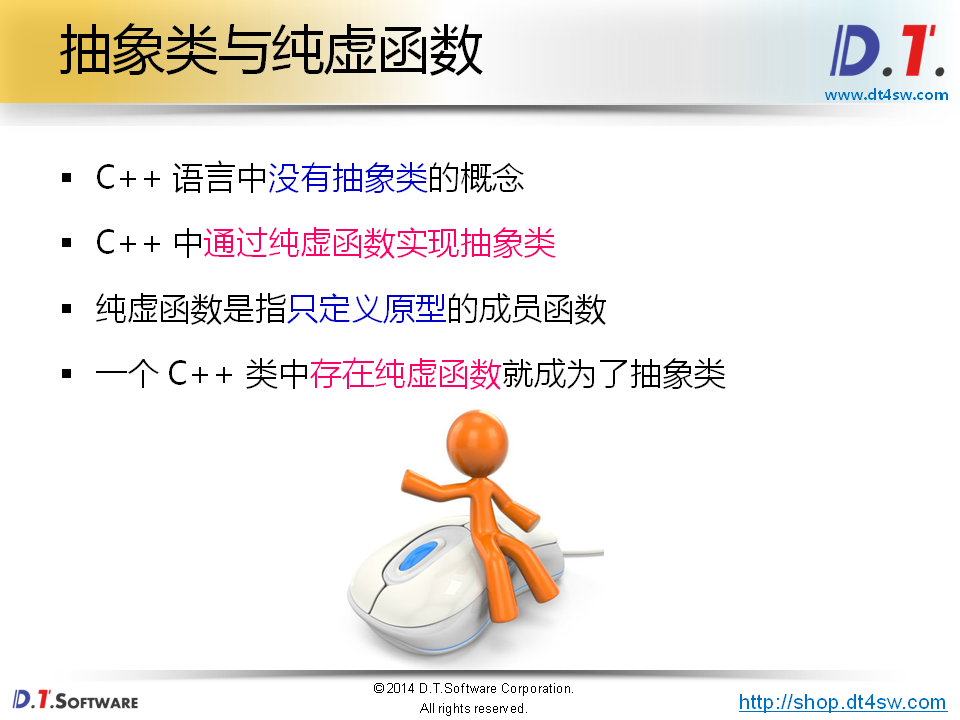 抽象类与纯虚函数
D.T.
www.dt4sw.com
▪ C++ 语言中没有抽象类的概念
▪ C++ 中通过纯虚函数实现抽象类
▪ 纯虚函数是指只定义原型的成员函数
▪ 一个 C++ 类中存在纯虚函数就成为了抽象类
D.T.SOFTWARE
©2014 D.T.Software Corporation.
All rights reserved.
http://shop.dt4sw.com